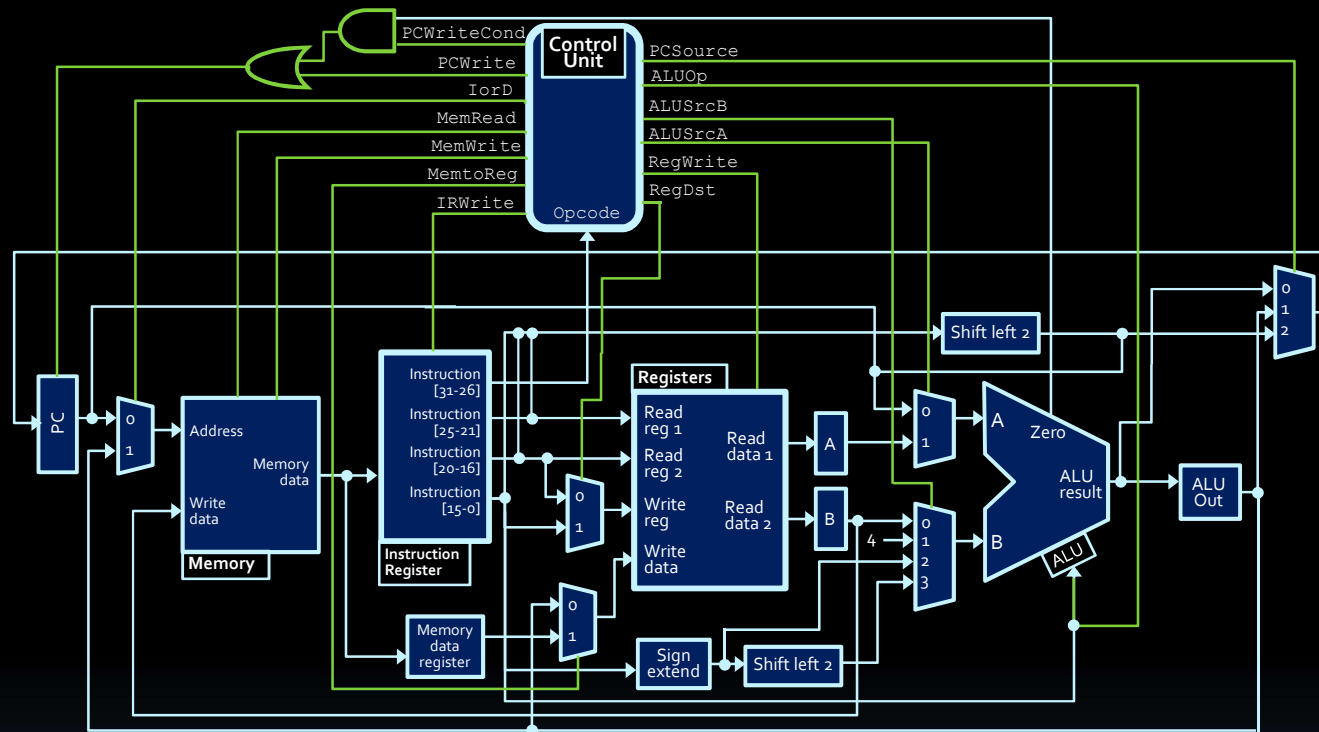 PCWriteCond
PCWrite
IorD
MemRead
MemWrite
MemtoReg
IRWrite
Control
Unit
Opcode
PCSource
ALUOp
ALUSrcB
ALUSrcA
RegWrite
RegDst
0
1
2
Shift left 2
PC
0
1
Address
Memory
data
Write
data
Memory
Instruction
[31-26]
Instruction
[25-21]
Instruction
[20-16]
Instruction
[15-0]
Instruction
Register
0
1
Registers
Read
reg 1
Read
reg 2
Write
reg
Write
data
Read
data 1
Read
data 2
A
B
0
1
4
0
1
2
3
A
B
Zero
ALU
result
ALU
ALU
Out
Memory
data
register
0
1
Sign
extend
Shift left 2